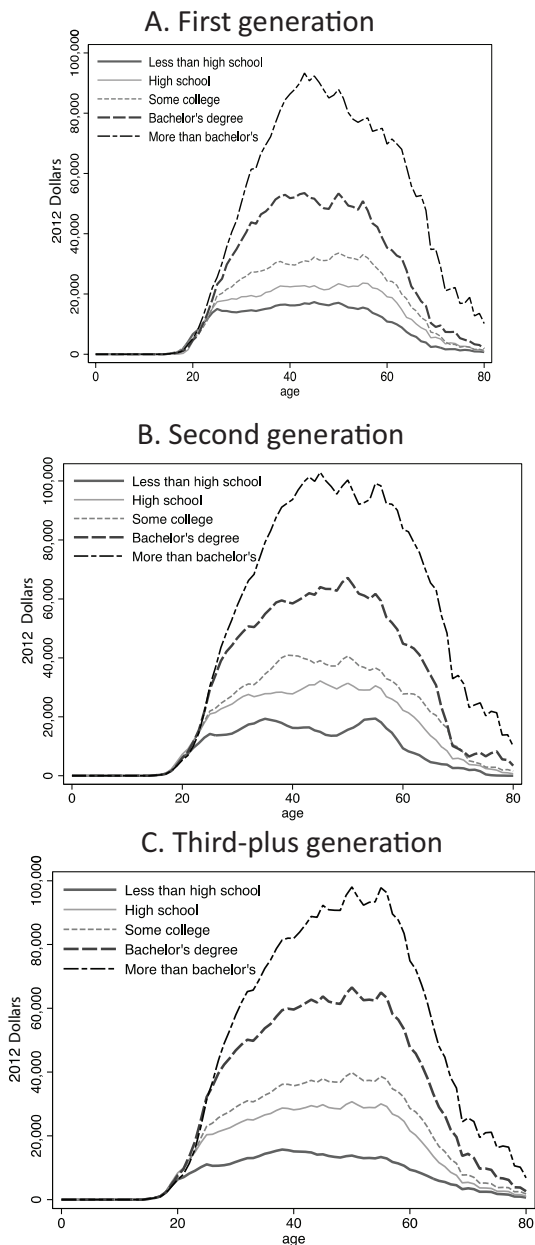 A. First generation
Less than high school
High school
Some college
Bachelor's degree
More than bachelor's
2012 Dollars
100,000
80,000
60,000
40,000
20,000
0
0 20 40 60 80
age
B. Second generation
Less than high school
High school
Some college
Bachelor's degree
More than bachelor's
2012 Dollars
100,000
80,000
60,000
40,000
20,000
0
0 20 40 60 80
age
C. Third-plus generation
Less than high school
High school
Some college
Bachelor's degree
More than bachelor's
2012 Dollars
100,000
80,000
60,000
40,000
20,000
0
0 20 40 60 80
age